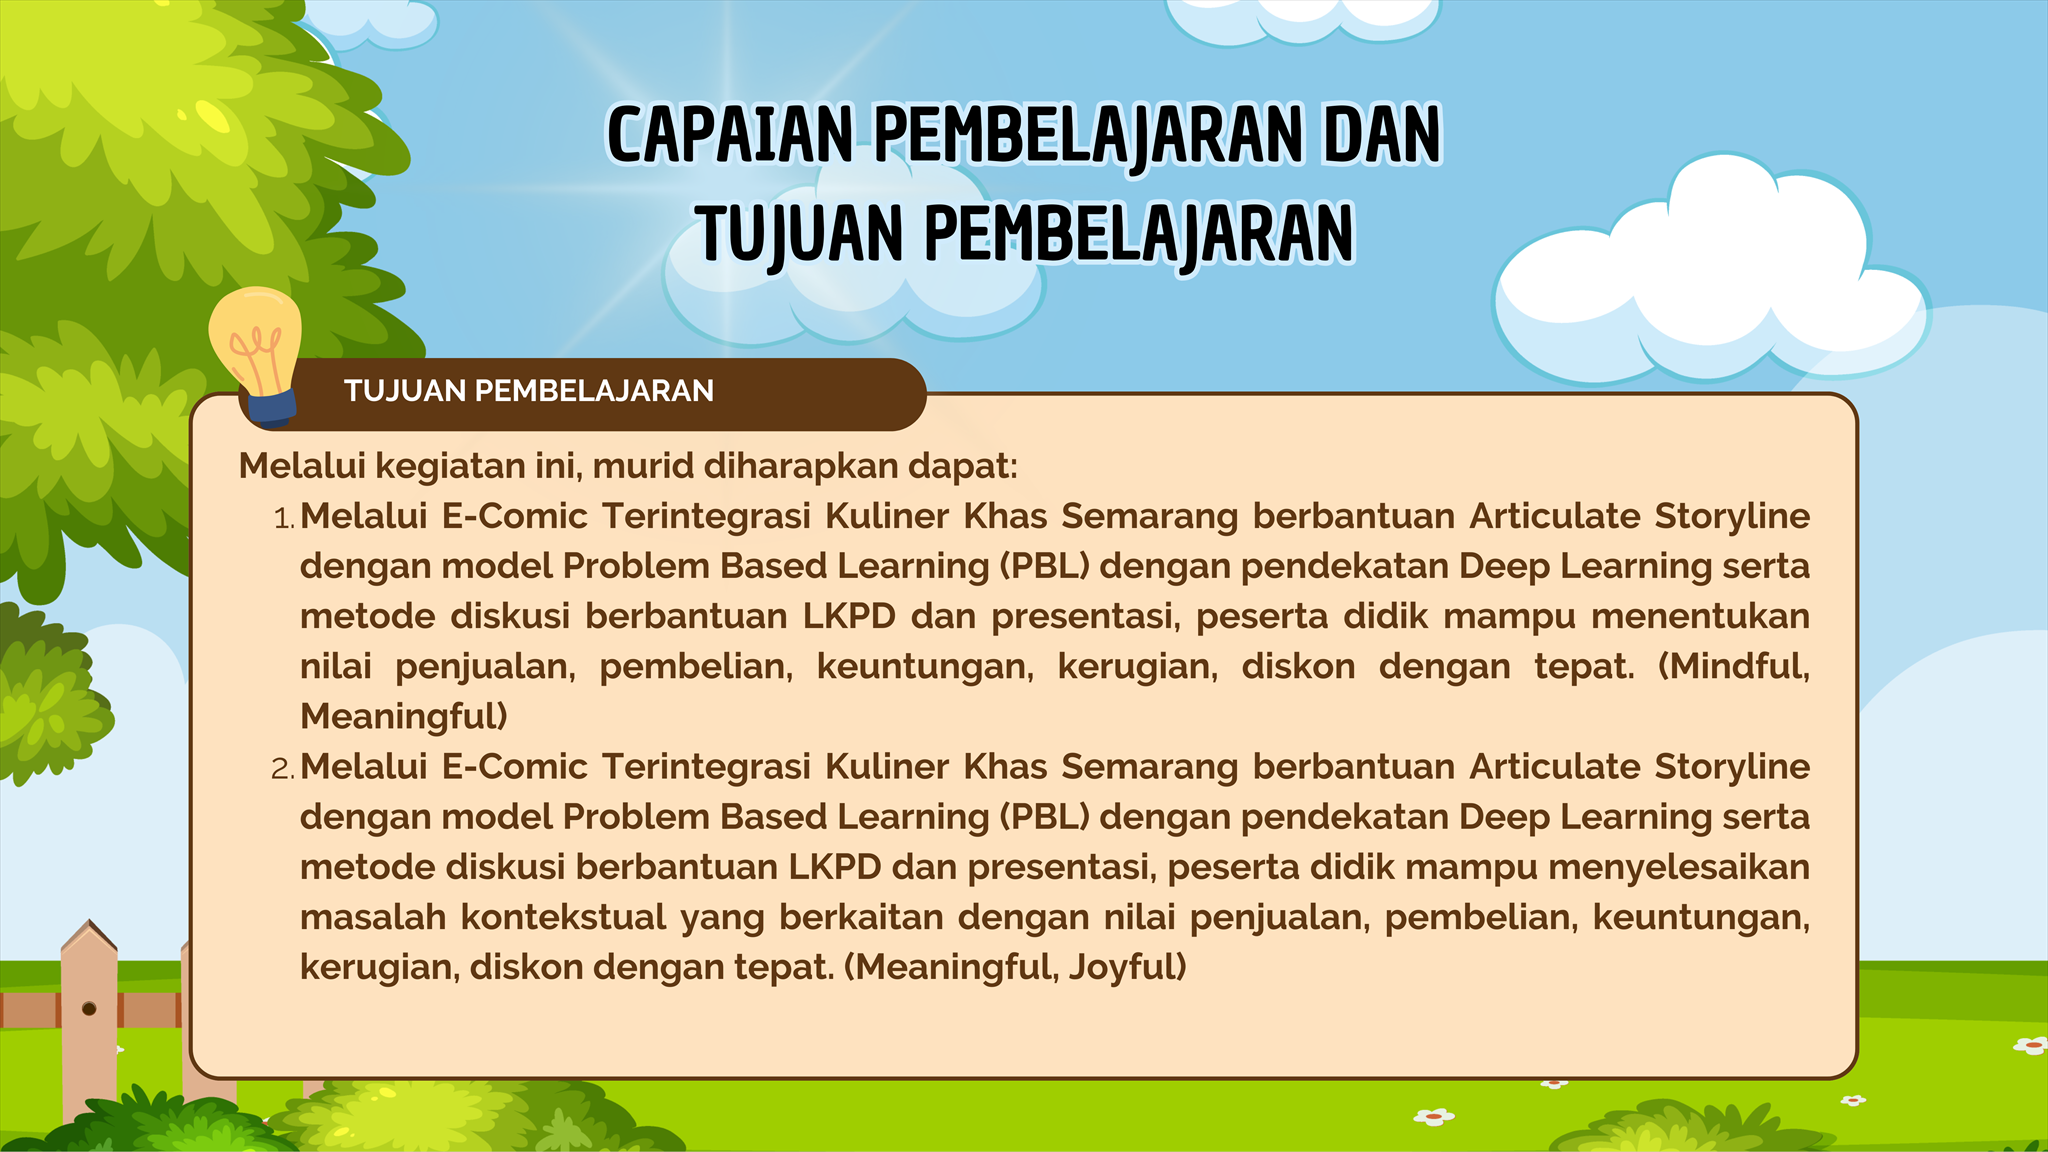 CAPAIAN PEMBELAJARAN DAN
TUJUAN PEMBELAJARAN
TUJUAN PEMBELAJARAN
Melalui kegiatan ini, murid diharapkan dapat:
1. Melalui E-Comic Terintegrasi Kuliner Khas Semarang berbantuan Articulate Storyline
dengan model Problem Based Learning (PBL) dengan pendekatan Deep Learning serta
metode diskusi berbantuan LKPD dan presentasi, peserta didik mampu menentukan
nilai penjualan, pembelian, keuntungan, kerugian, diskon dengan tepat. (Mindful,
Meaningful)
2. Melalui E-Comic Terintegrasi Kuliner Khas Semarang berbantuan Articulate Storyline
dengan model Problem Based Learning (PBL) dengan pendekatan Deep Learning serta
metode diskusi berbantuan LKPD dan presentasi, peserta didik mampu menyelesaikan
masalah kontekstual yang berkaitan dengan nilai penjualan, pembelian, keuntungan,
kerugian, diskon dengan tepat. (Meaningful, Joyful)